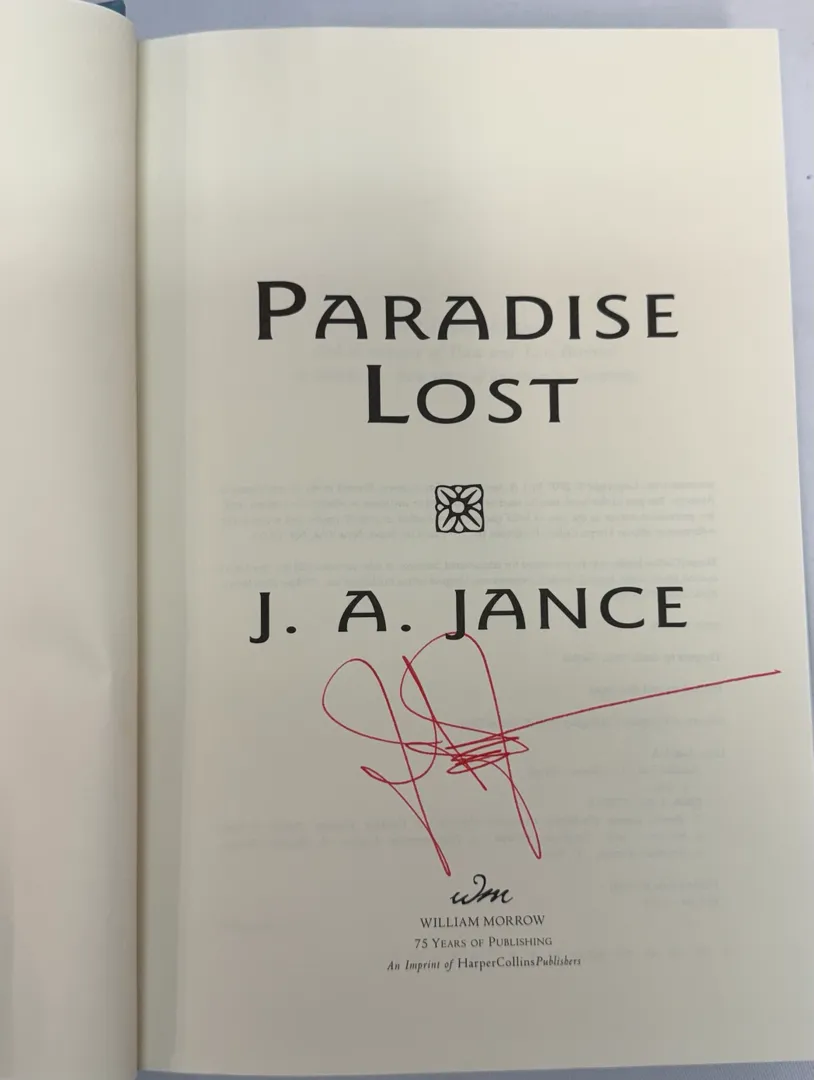 PARADISE
LOST
J. A. JANCE
wm
WILLIAM MORROW
75 YEARS OF PUBLISHING
An Imprint of HarperCollinsPublishers